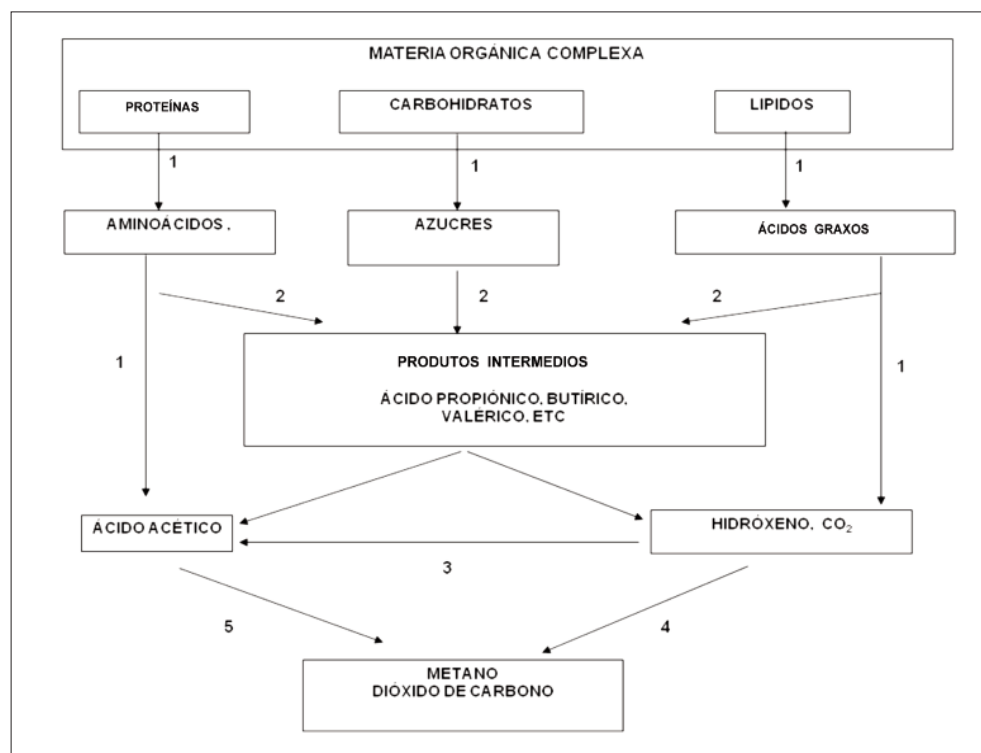 MATERIA ORGÁNICA COMPLEXA
PROTEÍNAS
CARBOHIDRATOS
LIPIDOS
1
1
1
AMINOÁCIDOS .
AZUCRES
ÁCIDOS GRAXOS
2
2
2
1
1
PRODUTOS INTERMEDIOS
ÁCIDO PROPIÓNICO, BUTÍRICO,
VALÉRICO, ETC
ÁCIDO ACÉTICO
HIDRÓXENO, CO₂
3
5
4
METANO
DIÓXIDO DE CARBONO